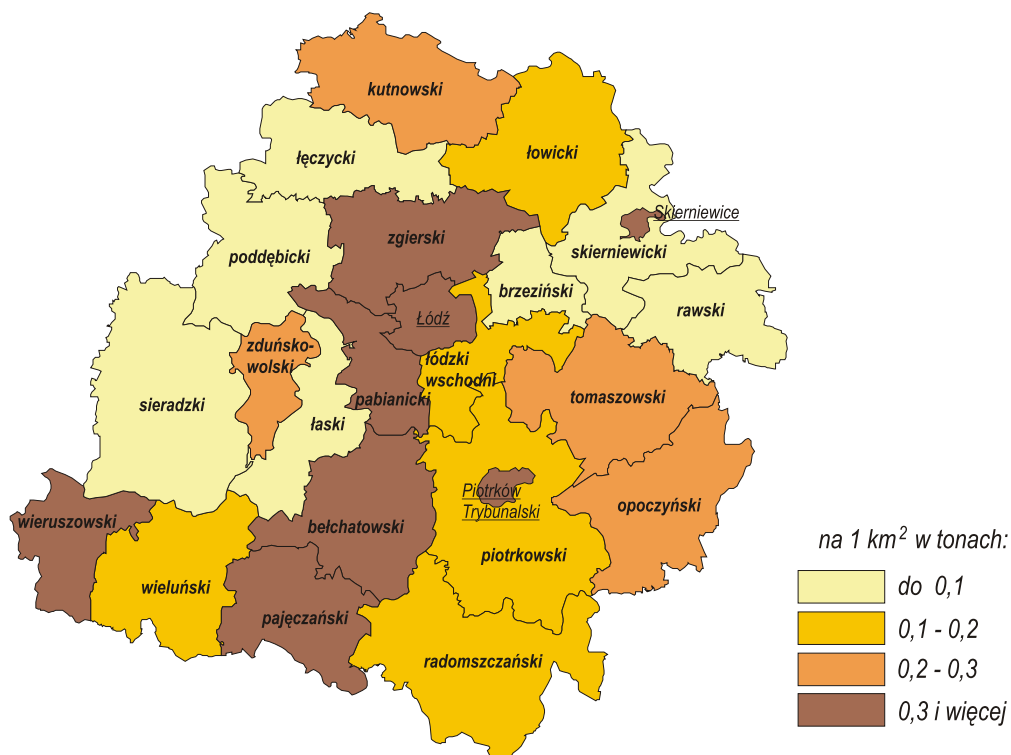 kutnowski
łęczycki
łowicki
Skierniewice
zgierski
skierniewicki
poddębicki
brzeziński
rawski
Łódź
zduńsko-
wolski
łódzki
wschodni
sieradzki
pabianicki
tomaszowski
łaski
Piotrków
Trybunalski
opoczyński
wieruszowski
bełchatowski
piotrkowski
wieluński
pajęczański
radomszczański
na 1 km² w tonach:
do 0,1
0,1 - 0,2
0,2 - 0,3
0,3 i więcej